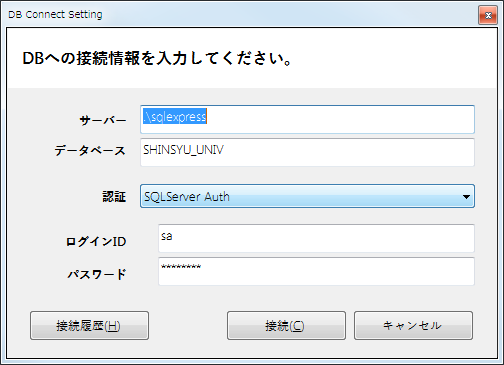 DB Connect Setting
DBへの接続情報を入力してください。
サーバー .\sqlexpress
データベース SHINSYU_UNIV
認証 SQLServer Auth
ログインID sa
パスワード ********
接続履歴(H) 接続(C) キャンセル